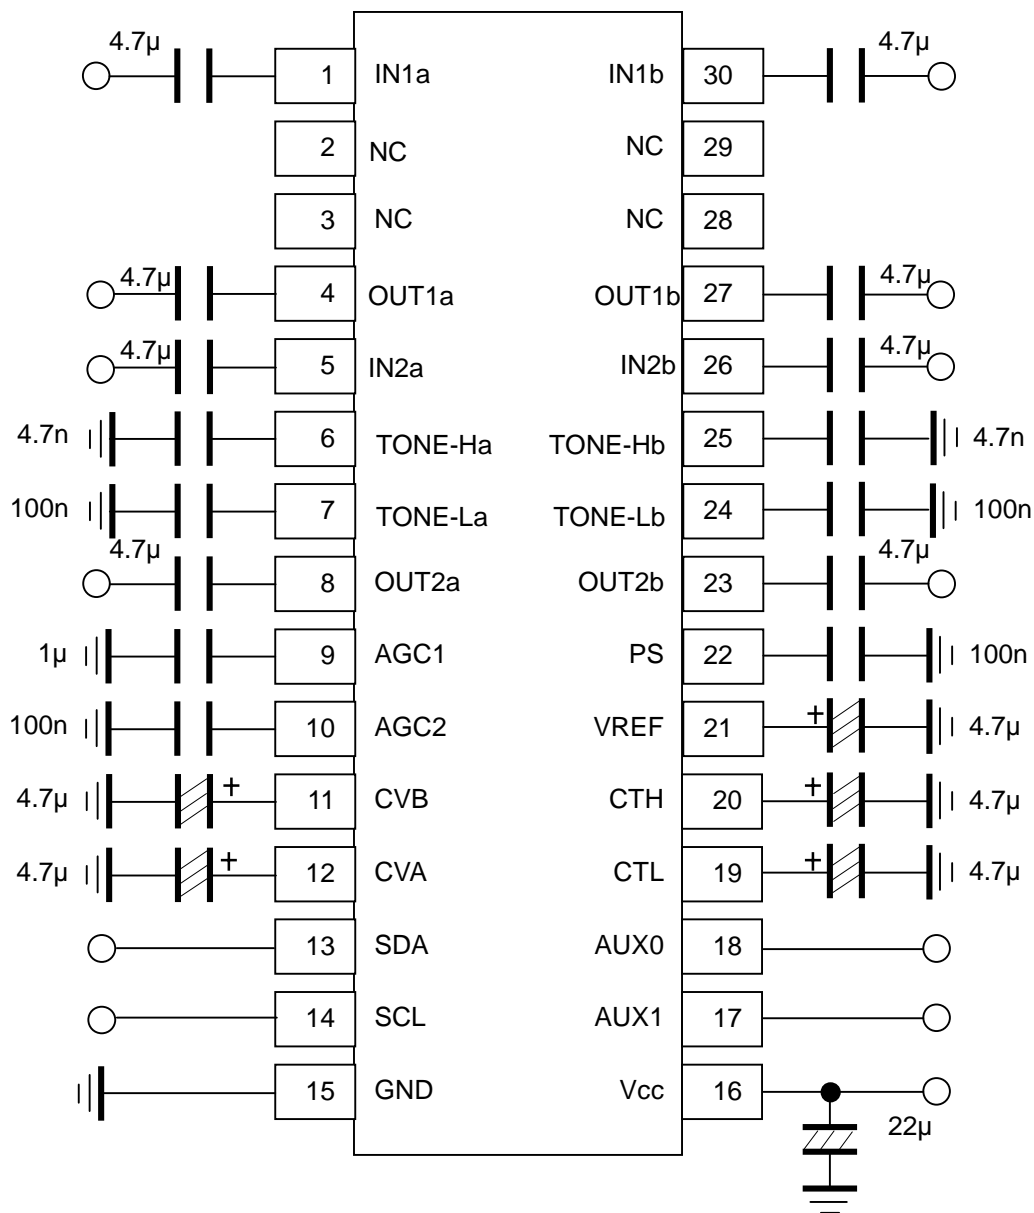 4.7µ 1 IN1a IN1b 30 4.7µ
2 NC NC 29
3 NC NC 28
4.7µ 4 OUT1a OUT1b 27 4.7µ
4.7µ 5 IN2a IN2b 26 4.7µ
4.7n 6 TONE-Ha TONE-Hb 25 4.7n
100n 7 TONE-La TONE-Lb 24 100n
4.7µ 8 OUT2a OUT2b 23 4.7µ
1µ 9 AGC1 PS 22 100n
100n 10 AGC2 VREF 21 + 4.7µ
4.7µ + 11 CVB CTH 20 + 4.7µ
4.7µ + 12 CVA CTL 19 + 4.7µ
13 SDA AUX0 18
14 SCL AUX1 17
15 GND Vcc 16
22µ